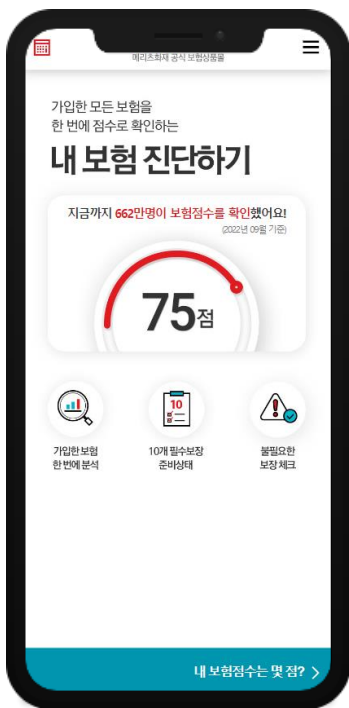 메리츠화재 공식 보험상품몰
가입한 모든 보험을
한 번에 점수로 확인하는
내 보험 진단하기
지금까지 662만명이 보험점수를 확인했어요!
(2022년 09월 기준)
75점
10
가입한 보험
한 번에 분석
10개 필수보장
준비상태
불필요한
보장 체크
내 보험점수는 몇 점? >